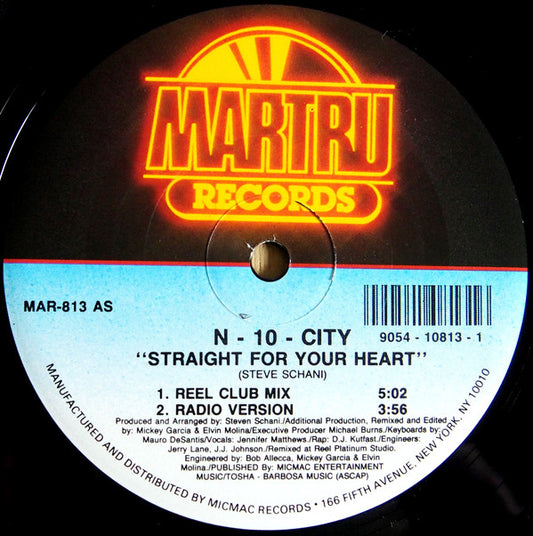 MARTRU
RECORDS
MAR-813 AS
9054 - 10813 - 1
N - 10 - CITY
"STRAIGHT FOR YOUR HEART"
(STEVE SCHANI)
1. REEL CLUB MIX 5:02
2. RADIO VERSION 3:56
Produced and Arranged by: Steven Schani./Additional Production, Remixed and Edited
by: Mickey Garcia & Elvin Molina/Executive Producer Michael Burns./Keyboards by:
Mauro DeSantis/Vocals: Jennifer Matthews./Rap: D.J. Kutfast./Engineers:
Jerry Lane, J.J. Johnson./Remixed at Reel Platinum Studio.
Engineered by: Bob Allecca, Mickey Garcia & Elvin
Molina./PUBLISHED By: MICMAC ENTERTAINMENT
MUSIC/TOSHA - BARBOSA MUSIC (ASCAP)
MANUFACTURED AND DISTRIBUTED BY MICMAC RECORDS • 166 FIFTH AVENUE, NEW YORK, NY 10010